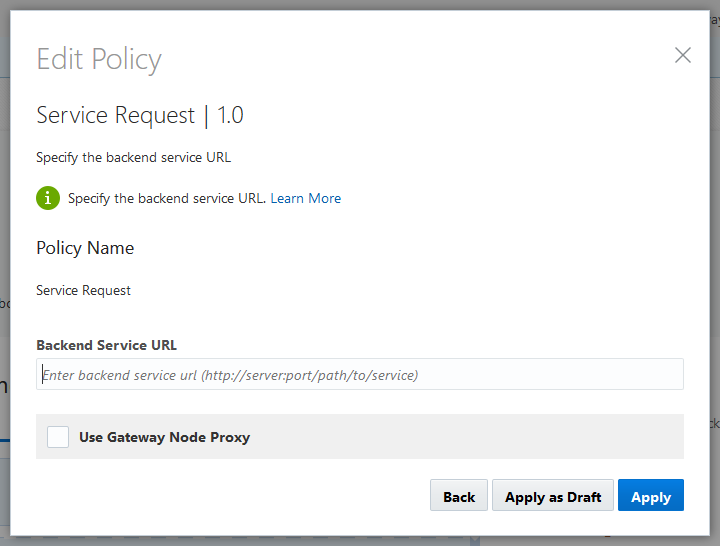 Edit Policy
Service Request | 1.0
Specify the backend service URL
Specify the backend service URL. Learn More
Policy Name
Service Request
Backend Service URL
Enter backend service url (http://server:port/path/to/service)
Use Gateway Node Proxy
Back Apply as Draft Apply